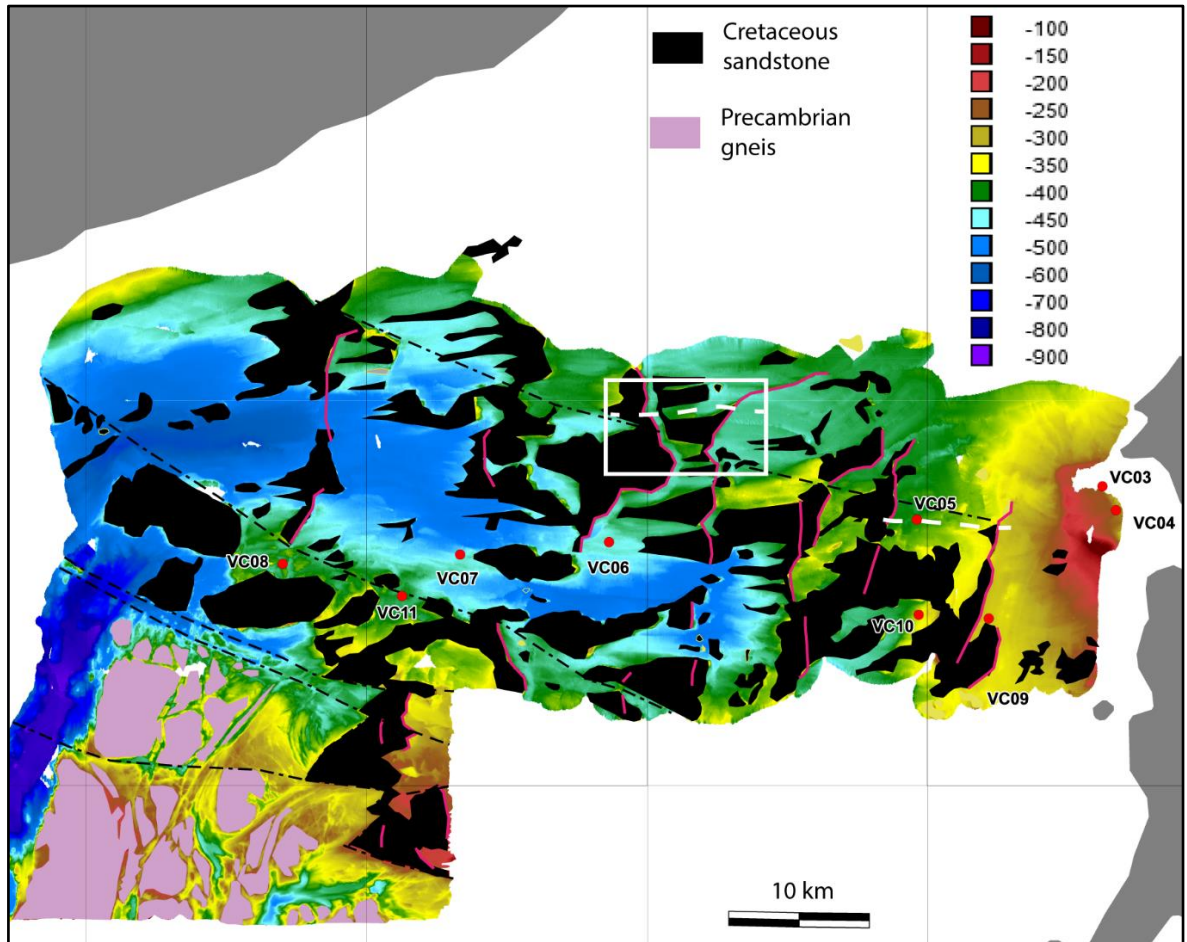 Cretaceous
sandstone
Precambrian
gneis
-100
-150
-200
-250
-300
-350
-400
-450
-500
-600
-700
-800
-900
VC03
VC04
VC05
VC06
VC07
VC08
VC11
VC10
VC09
10 km